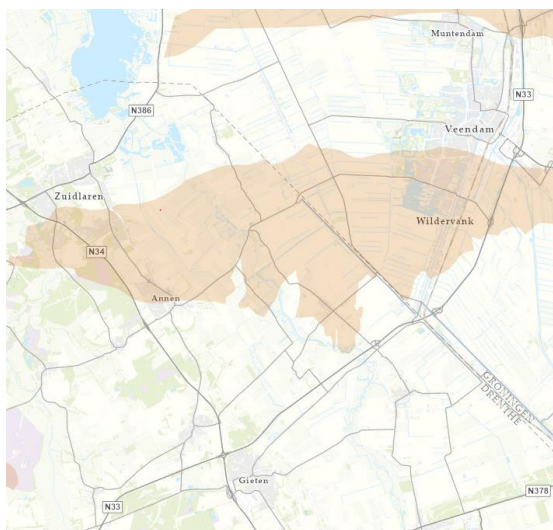 Muntendam
N33
N386
Veendam
Zuidlaren
Wildervank
N34
Annen
GRONINGEN
DRENTHE
Gieten
N378
N33